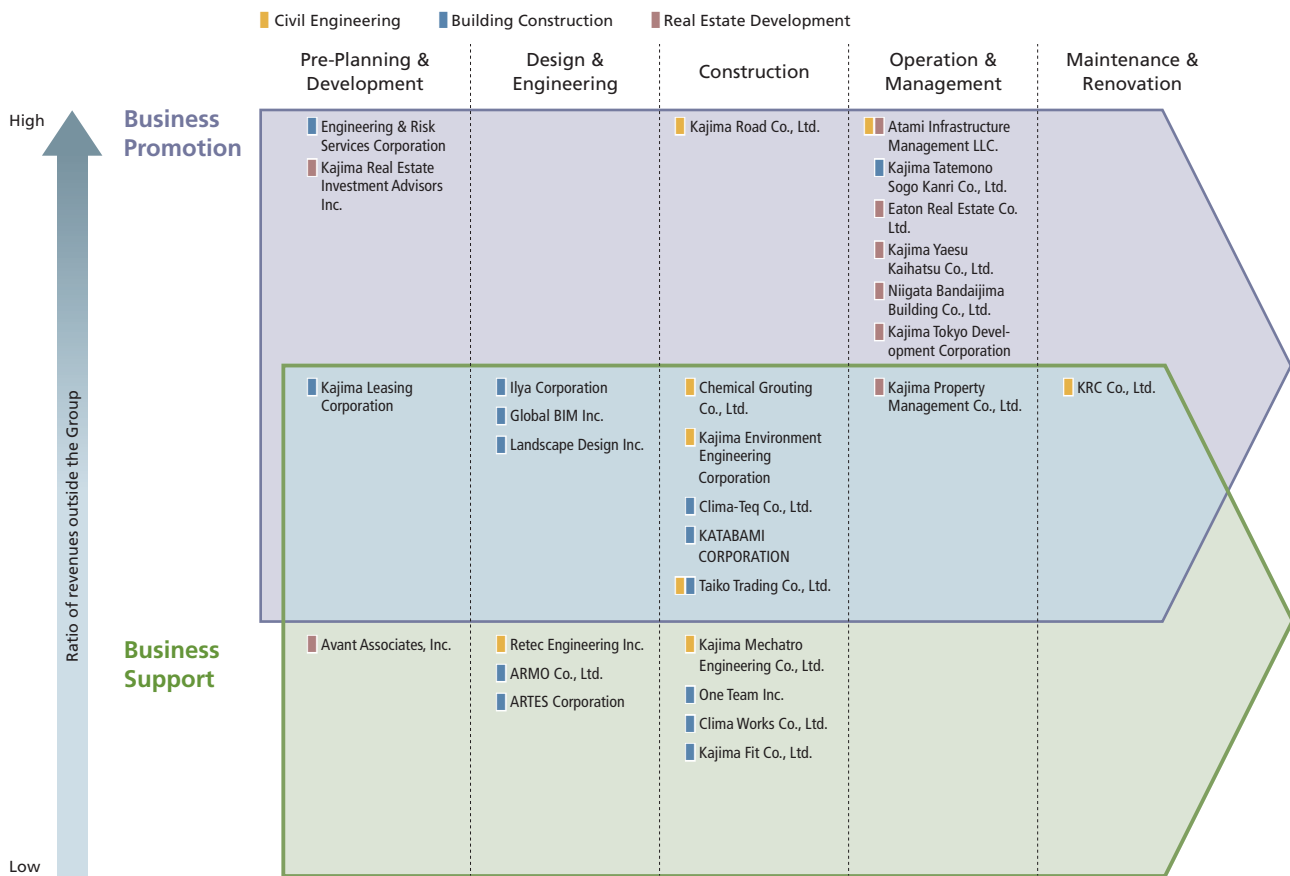 Civil Engineering
Building Construction
Real Estate Development
Pre-Planning &
Development
Design &
Engineering
Construction
Operation &
Management
Maintenance &
Renovation
High
Ratio of revenues outside the Group
Low
Business
Promotion
Engineering & Risk
Services Corporation
Kajima Real Estate
Investment Advisors
Inc.
Kajima Road Co., Ltd.
Atami Infrastructure
Management LLC.
Kajima Tatemono
Sogo Kanri Co., Ltd.
Eaton Real Estate Co.
Ltd.
Kajima Yaesu
Kaihatsu Co., Ltd.
Niigata Bandaijima
Building Co., Ltd.
Kajima Tokyo Devel-
opment Corporation
Kajima Leasing
Corporation
Ilya Corporation
Global BIM Inc.
Landscape Design Inc.
Chemical Grouting
Co., Ltd.
Kajima Environment
Engineering
Corporation
Clima-Teq Co., Ltd.
KATABAMI
CORPORATION
Taiko Trading Co., Ltd.
Kajima Property
Management Co., Ltd.
KRC Co., Ltd.
Business
Support
Avant Associates, Inc.
Retec Engineering Inc.
ARMO Co., Ltd.
ARTES Corporation
Kajima Mechatro
Engineering Co., Ltd.
One Team Inc.
Clima Works Co., Ltd.
Kajima Fit Co., Ltd.